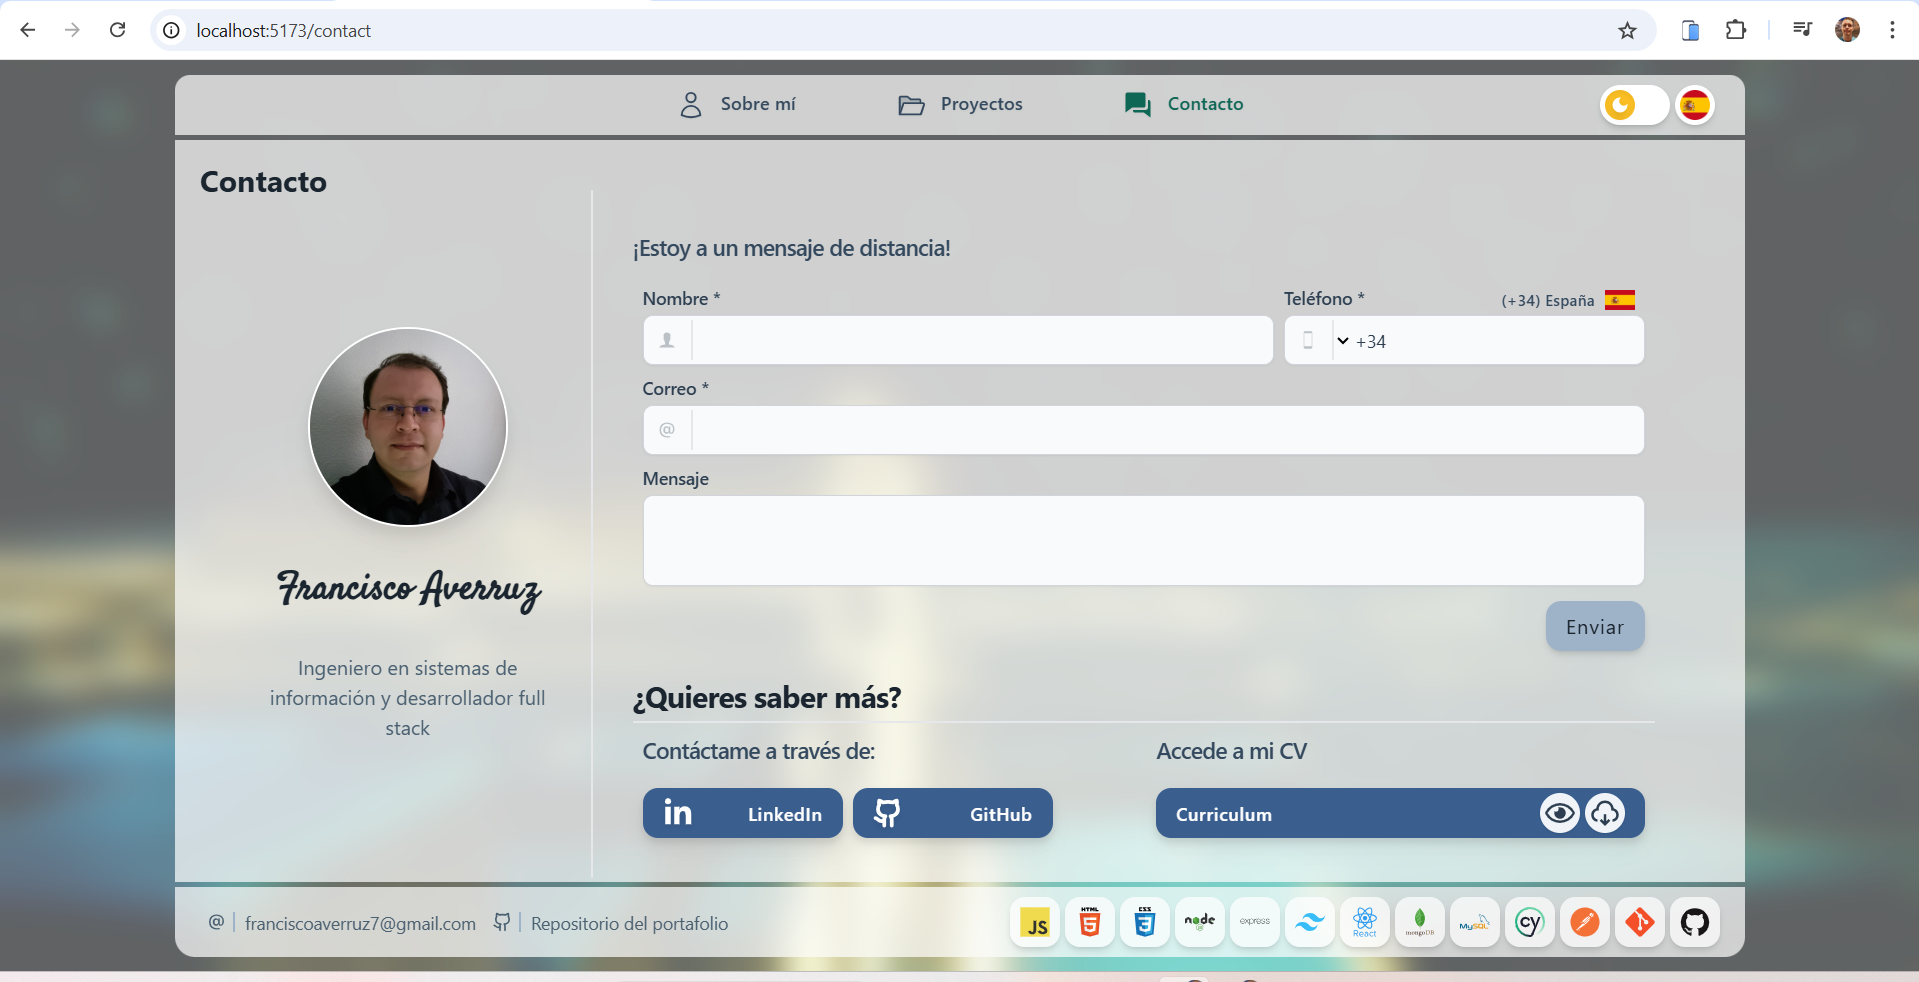 localhost:5173/contact
Sobre mí
Proyectos
Contacto
Contacto
Francisco Averruz
Ingeniero en sistemas de
información y desarrollador full
stack
¡Estoy a un mensaje de distancia!
Nombre *
Teléfono *
(+34) España
+34
Correo *
@
Mensaje
Enviar
¿Quieres saber más?
Contáctame a través de:
in LinkedIn
GitHub
Accede a mi CV
Curriculum
@ franciscoaverruz7@gmail.com
Repositorio del portafolio
JS
HTML 5
CSS 3
node
express
React
mongoDB
MySQL
cy